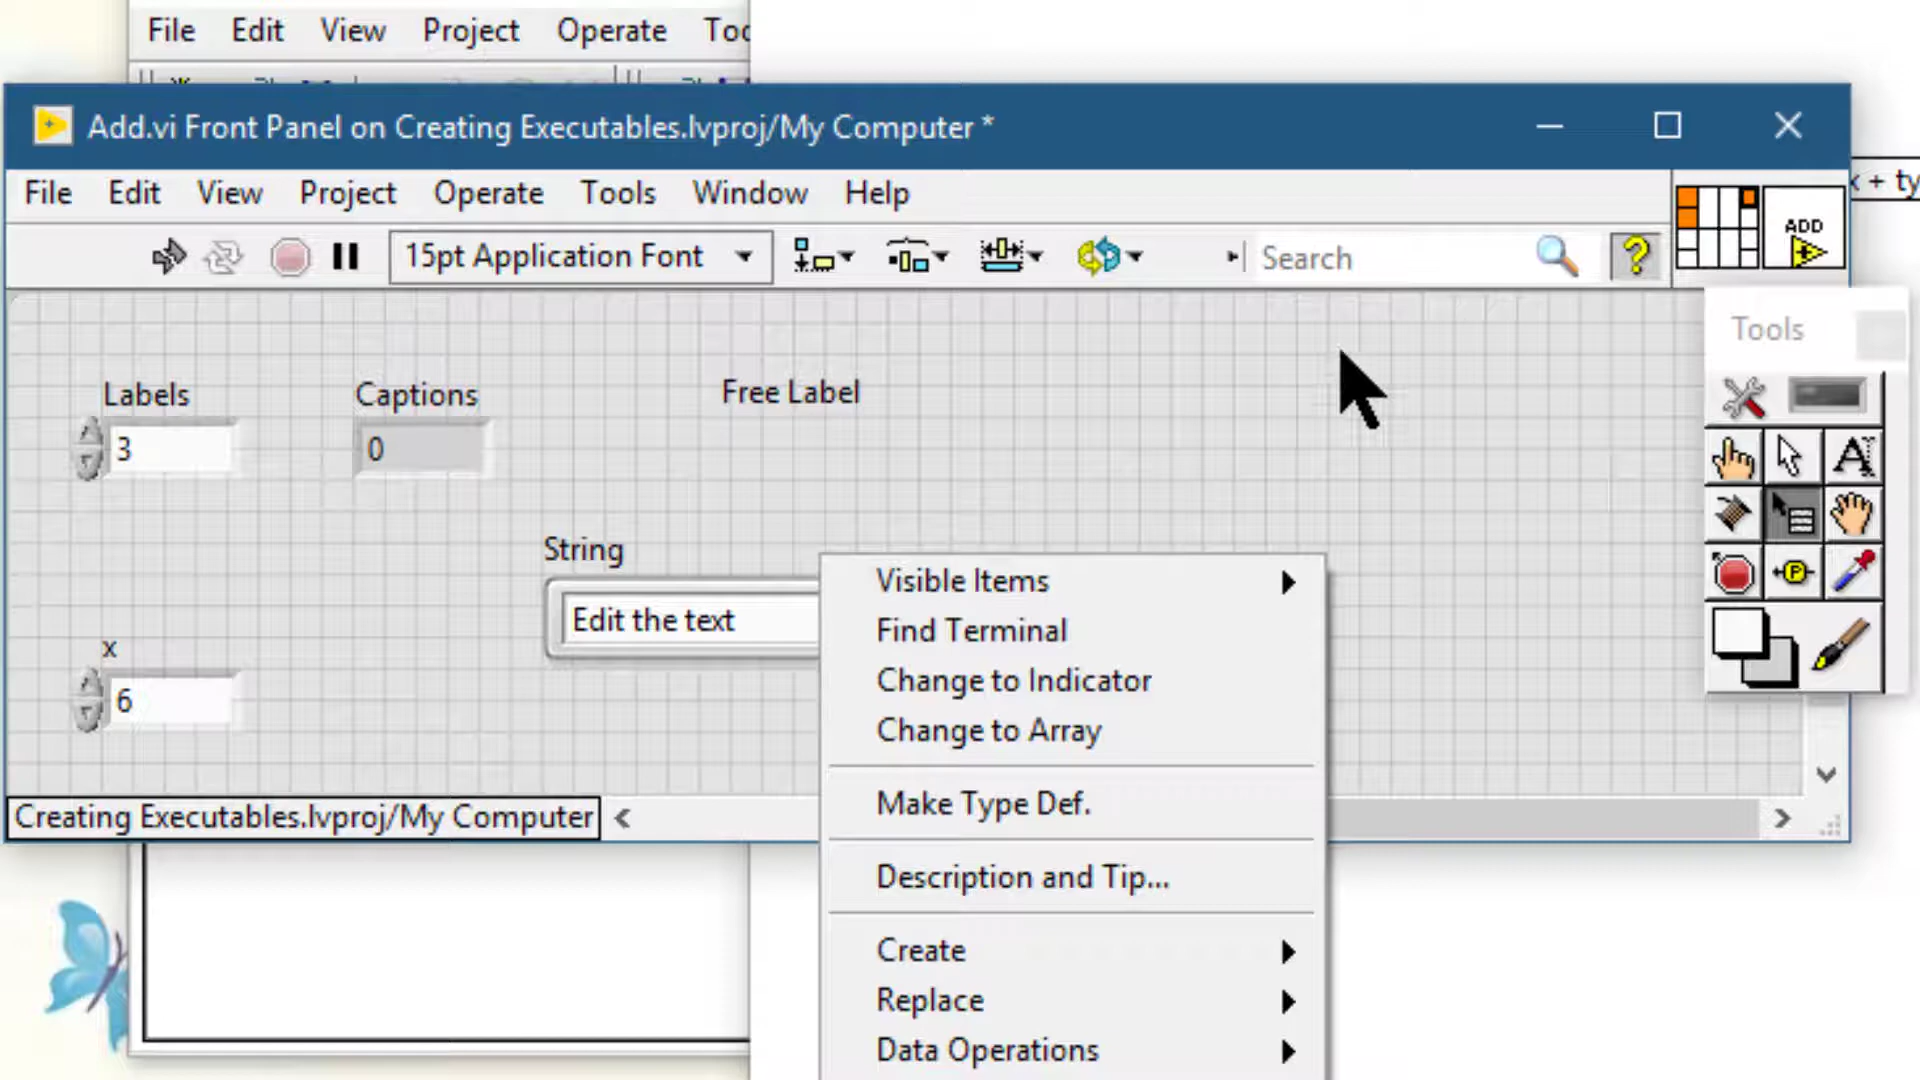 File Edit View Project Operate
Add.vi Front Panel on Creating Executables.lvproj/My Computer *
File Edit View Project Operate Tools Window Help
15pt Application Font
Search
ADD
Tools
Labels
Captions
Free Label
3
0
String
Edit the text
x
6
Visible Items
Find Terminal
Change to Indicator
Change to Array
Make Type Def.
Description and Tip...
Create
Replace
Data Operations
Creating Executables.lvproj/My Computer